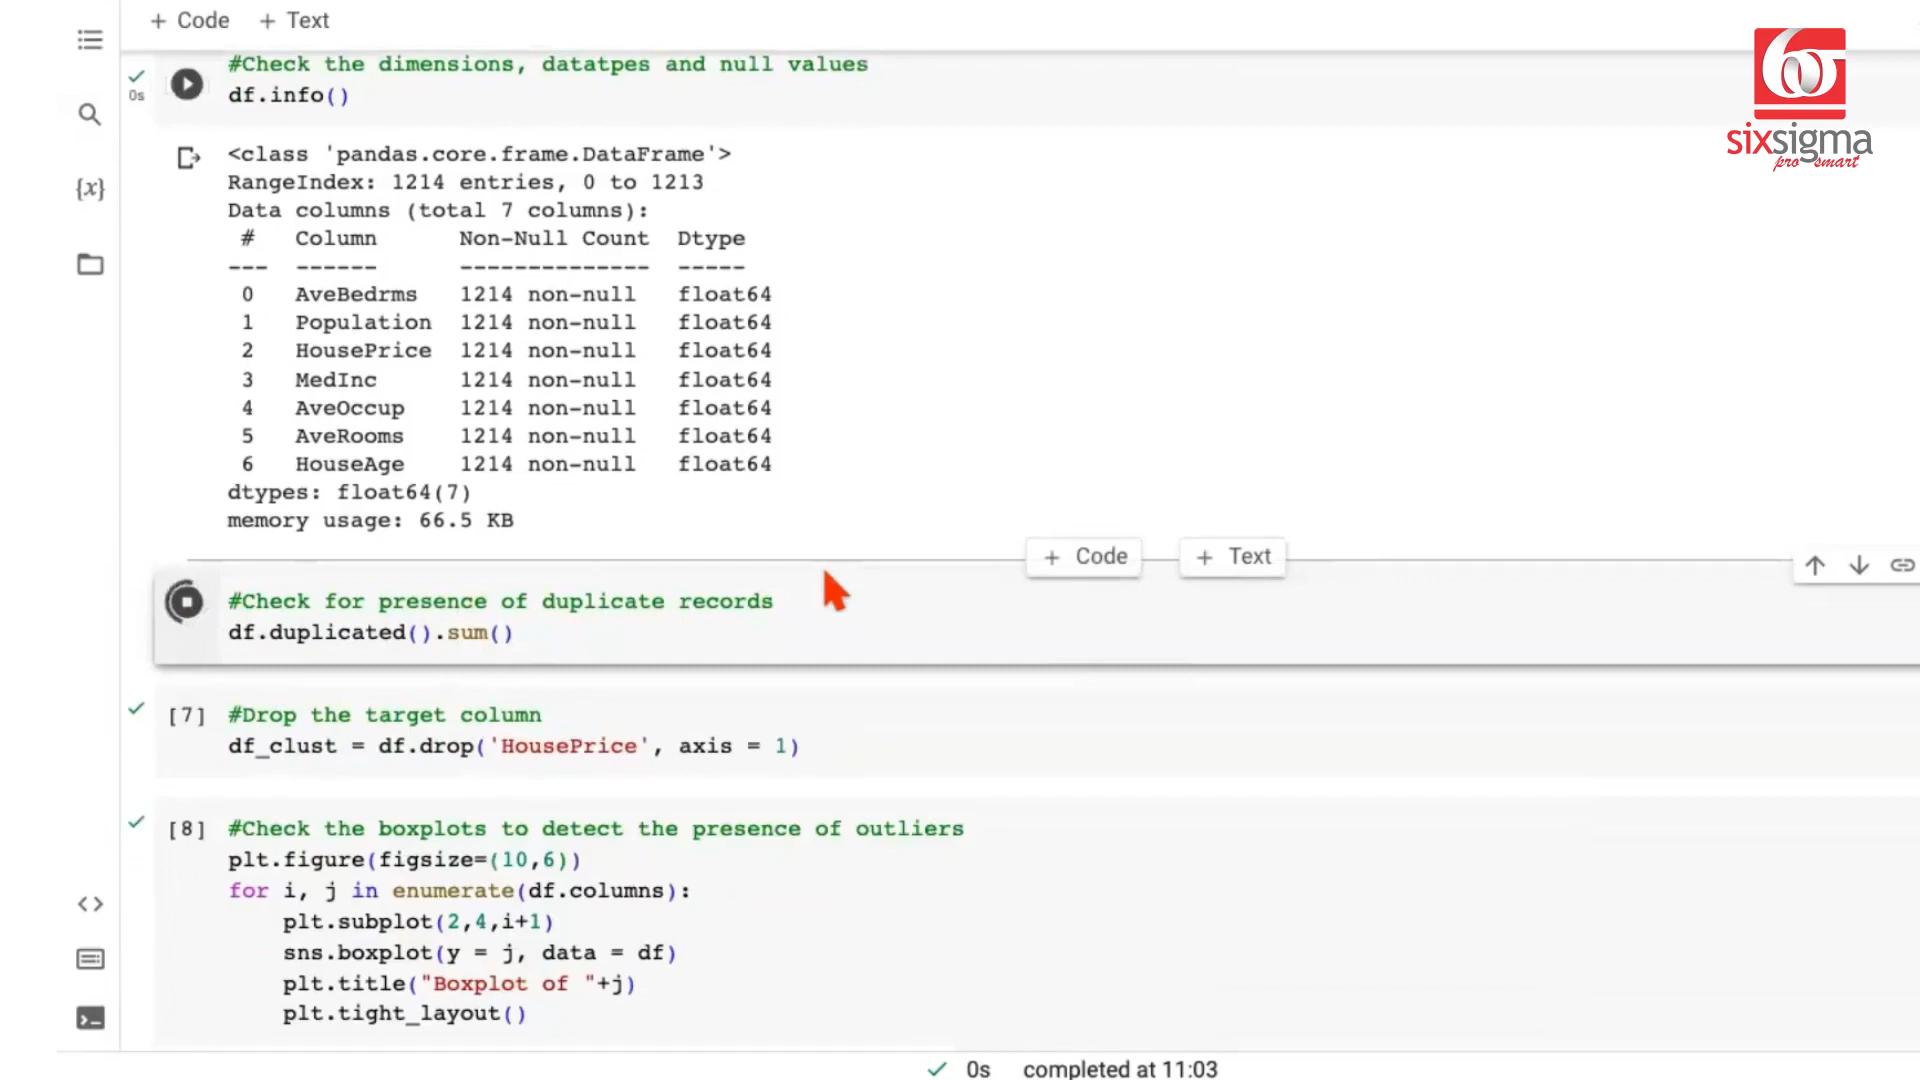 + Code + Text
#Check the dimensions, datatpes and null values
0s
df.info()
<class 'pandas.core.frame.DataFrame'>
RangeIndex: 1214 entries, 0 to 1213
Data columns (total 7 columns):
# Column Non-Null Count Dtype
--- ------ -------------- -----
0 AveBedrms 1214 non-null float64
1 Population 1214 non-null float64
2 HousePrice 1214 non-null float64
3 MedInc 1214 non-null float64
4 AveOccup 1214 non-null float64
5 AveRooms 1214 non-null float64
6 HouseAge 1214 non-null float64
dtypes: float64(7)
memory usage: 66.5 KB
+ Code + Text
#Check for presence of duplicate records
df.duplicated().sum()
[7] #Drop the target column
df_clust = df.drop('HousePrice', axis = 1)
[8] #Check the boxplots to detect the presence of outliers
plt.figure(figsize=(10,6))
for i, j in enumerate(df.columns):
    plt.subplot(2,4,i+1)
    sns.boxplot(y = j, data = df)
    plt.title("Boxplot of "+j)
    plt.tight_layout()
0s completed at 11:03
{x}
6σ
sixsigma
pro smart